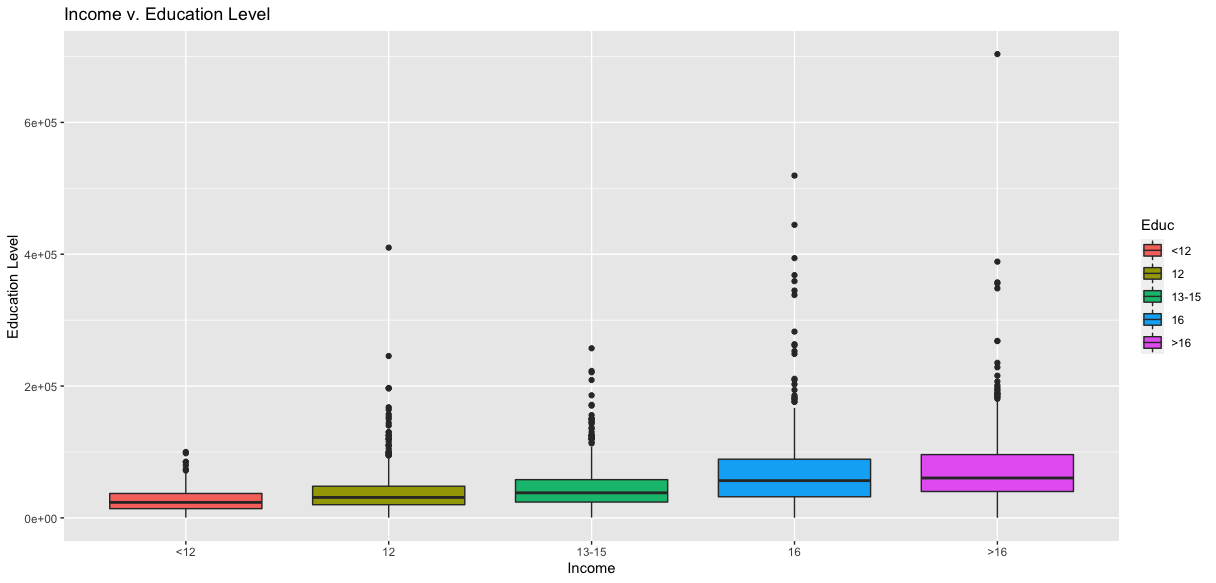 Income v. Education Level
6e+05
4e+05
2e+05
0e+00
Education Level
<12
12
13-15
16
>16
Income
Educ
<12
12
13-15
16
>16